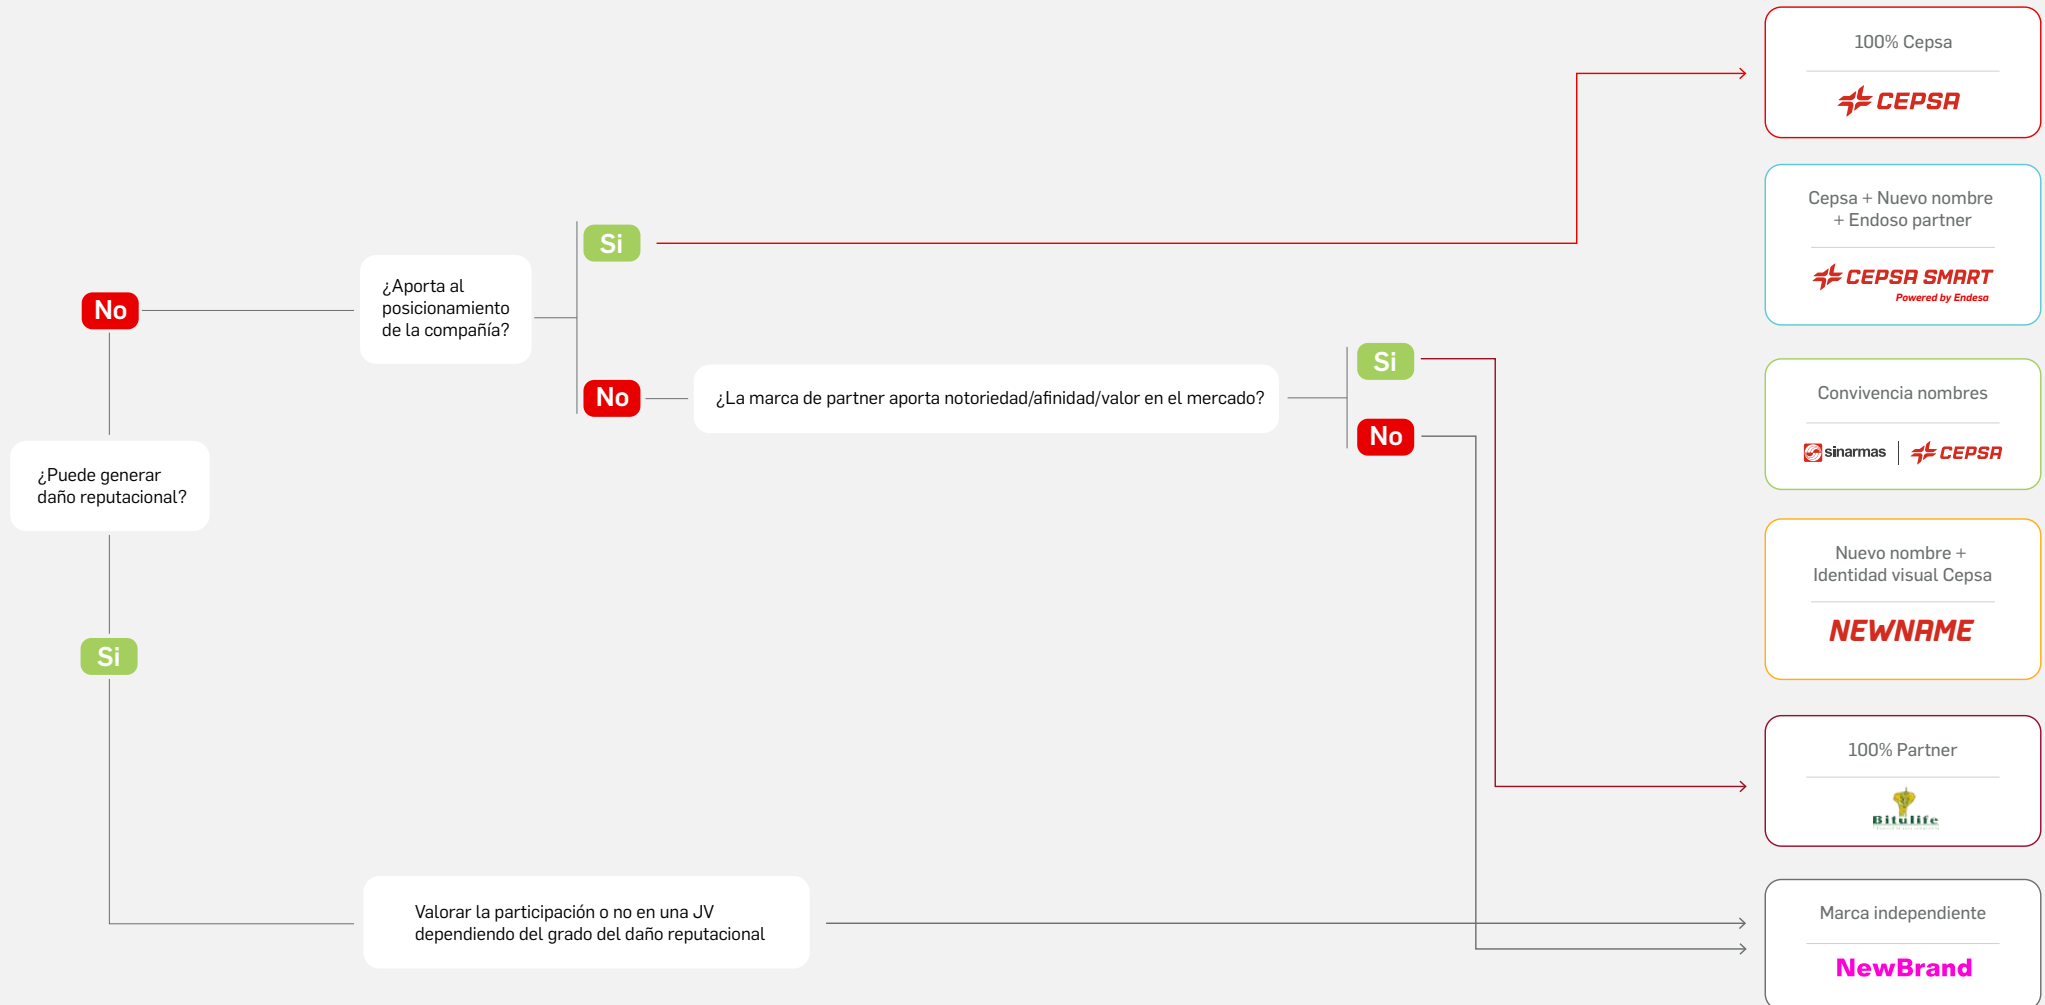 No
¿Puede generar
daño reputacional?
Si
¿Aporta al
posicionamiento
de la compañía?
Si
No
¿La marca de partner aporta notoriedad/afinidad/valor en el mercado?
Si
No
Valorar la participación o no en una JV
dependiendo del grado del daño reputacional
100% Cepsa
CEPSA
Cepsa + Nuevo nombre
+ Endoso partner
CEPSA SMART
Powered by Endesa
Convivencia nombres
sinarmas | CEPSA
Nuevo nombre +
Identidad visual Cepsa
NEWNAME
100% Partner
Bitulife
Marca independiente
NewBrand